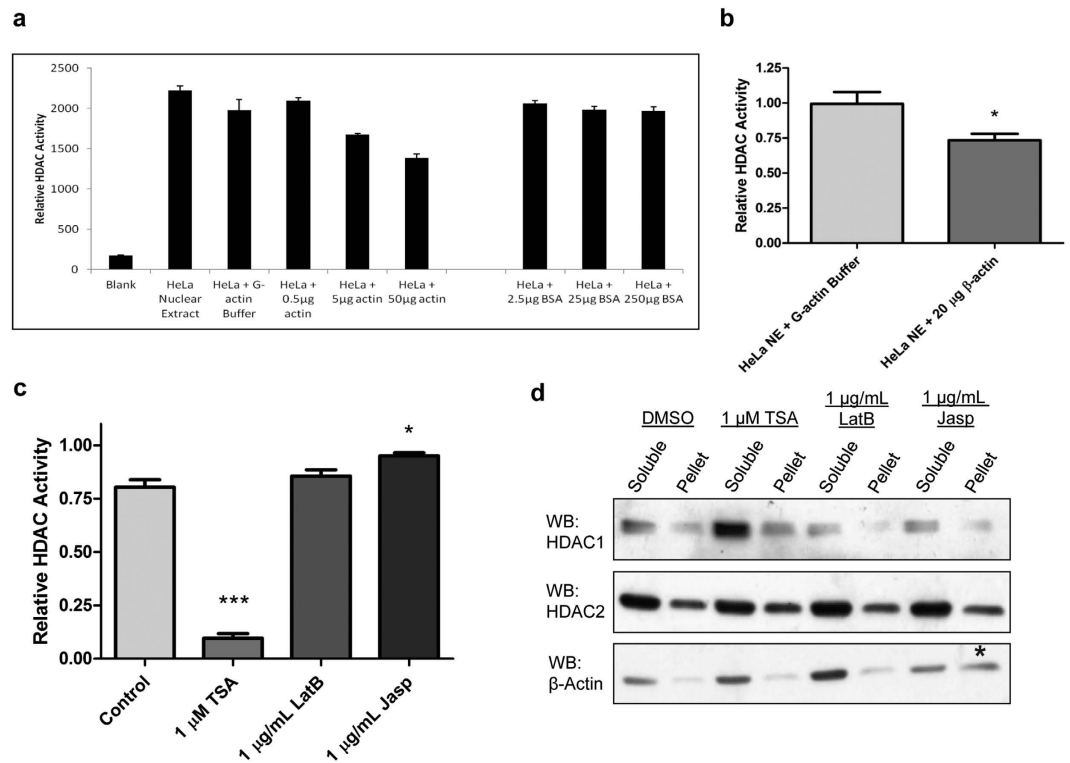 a
Relative HDAC Activity
2500
2000
1500
1000
500
0
Blank
HeLa
Nuclear
Extract
HeLa + G-
actin
Buffer
HeLa +
0.5µg
actin
HeLa +
5µg actin
HeLa +
50µg actin
HeLa +
2.5µg BSA
HeLa +
25µg BSA
HeLa +
250µg BSA
b
Relative HDAC Activity
1.25
1.00
0.75
0.50
0.25
0.00
*
HeLa NE + G-actin Buffer
HeLa NE + 20 µg β-actin
c
Relative HDAC Activity
1.00
0.75
0.50
0.25
0.00
***
*
Control
1 µM TSA
1 µg/mL LatB
1 µg/mL Jasp
d
DMSO
1 µM TSA
1 µg/mL
LatB
1 µg/mL
Jasp
Soluble
Pellet
Soluble
Pellet
Soluble
Pellet
Soluble
Pellet
WB:
HDAC1
WB:
HDAC2
WB:
β-Actin
*